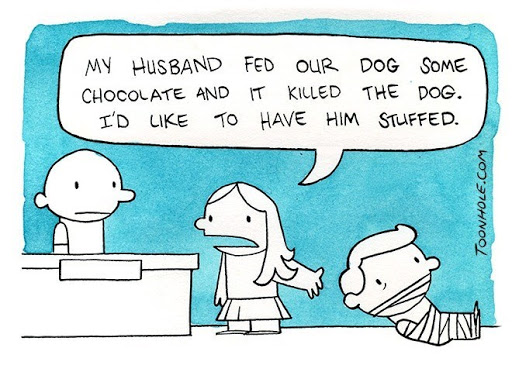 MY HUSBAND FED OUR DOG SOME
CHOCOLATE AND IT KILLED THE DOG.
I'D LIKE TO HAVE HIM STUFFED.
TOONHOLE.COM